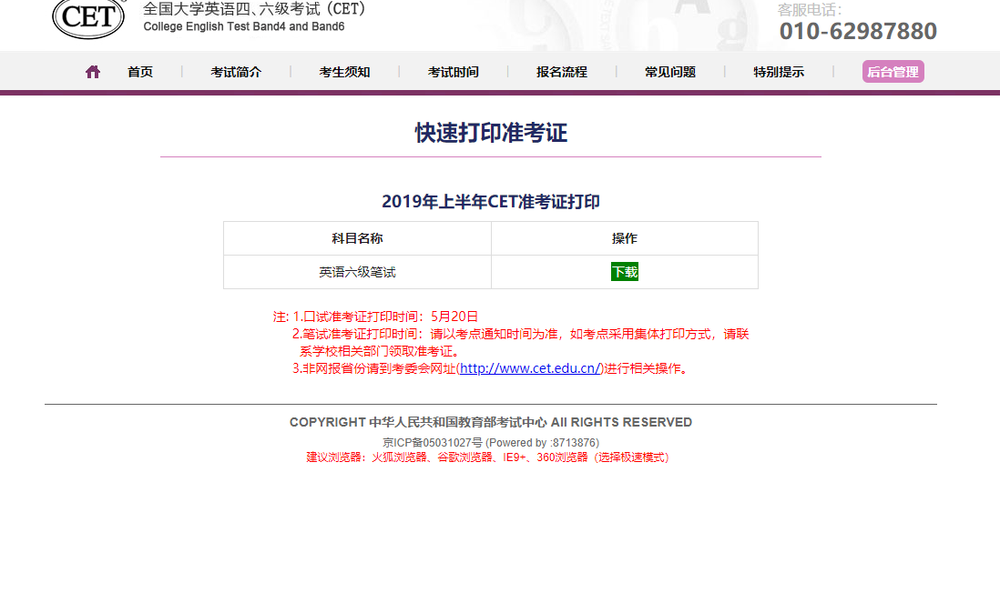 CET
全国大学英语四、六级考试（CET）
College English Test Band4 and Band6
客服电话：
010-62987880
首页 考试简介 考生须知 考试时间 报名流程 常见问题 特别提示 后台管理
快速打印准考证
2019年上半年CET准考证打印
科目名称 操作
英语六级笔试 下载
注: 1.口试准考证打印时间：5月20日
2.笔试准考证打印时间：请以考点通知时间为准，如考点采用集体打印方式，请联
系学校相关部门领取准考证。
3.非网报省份请到考委会网址(http://www.cet.edu.cn/)进行相关操作。
COPYRIGHT 中华人民共和国教育部考试中心 All RIGHTS RESERVED
京ICP备05031027号 (Powered by :8713876)
建议浏览器：火狐浏览器、谷歌浏览器、IE9+、360浏览器（选择极速模式）